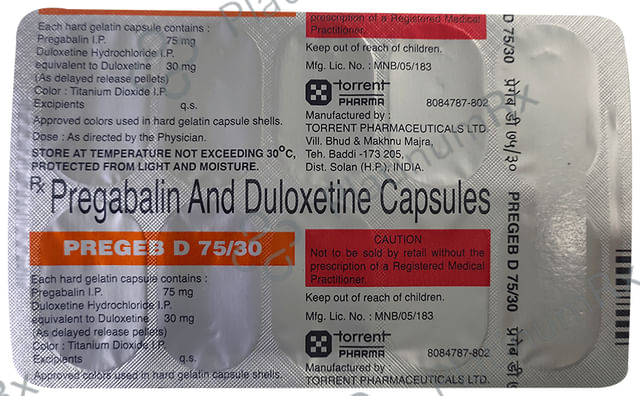 Each hard gelatin capsule contains :
Pregabalin I.P. 75 mg
Duloxetine Hydrochloride I.P.
equivalent to Duloxetine 30 mg
(As delayed release pellets)
Color : Titanium Dioxide I.P.
Excipients q.s.
Approved colors used in hard gelatin capsule shells.
Dose : As directed by the Physician.
STORE AT TEMPERATURE NOT EXCEEDING 30°C,
PROTECTED FROM LIGHT AND MOISTURE.
prescription of a Registered Medical
Practitioner.
Keep out of reach of children.
Mfg. Lic. No. : MNB/05/183
torrent
PHARMA 8084787-802
Manufactured by :
TORRENT PHARMACEUTICALS LTD.
Vill. Bhud & Makhnu Majra,
Teh. Baddi -173 205,
Dist. Solan (H.P.), INDIA.
Rx Pregabalin And Duloxetine Capsules
PREGEB D 75/30
Each hard gelatin capsule contains :
Pregabalin I.P. 75 mg
Duloxetine Hydrochloride I.P.
equivalent to Duloxetine 30 mg
(As delayed release pellets)
Color : Titanium Dioxide I.P.
Excipients q.s.
Approved colors used in hard gelatin capsule shells.
CAUTION
Not to be sold by retail without the
prescription of a Registered Medical
Practitioner.
Keep out of reach of children.
Mfg. Lic. No. : MNB/05/183
torrent
PHARMA 8084787-802
Manufactured by :
TORRENT PHARMACEUTICALS LTD.
D 75/30 प्रेगेब डी ७५/३०
PREGEB D 75/30 प्रेगेब डी